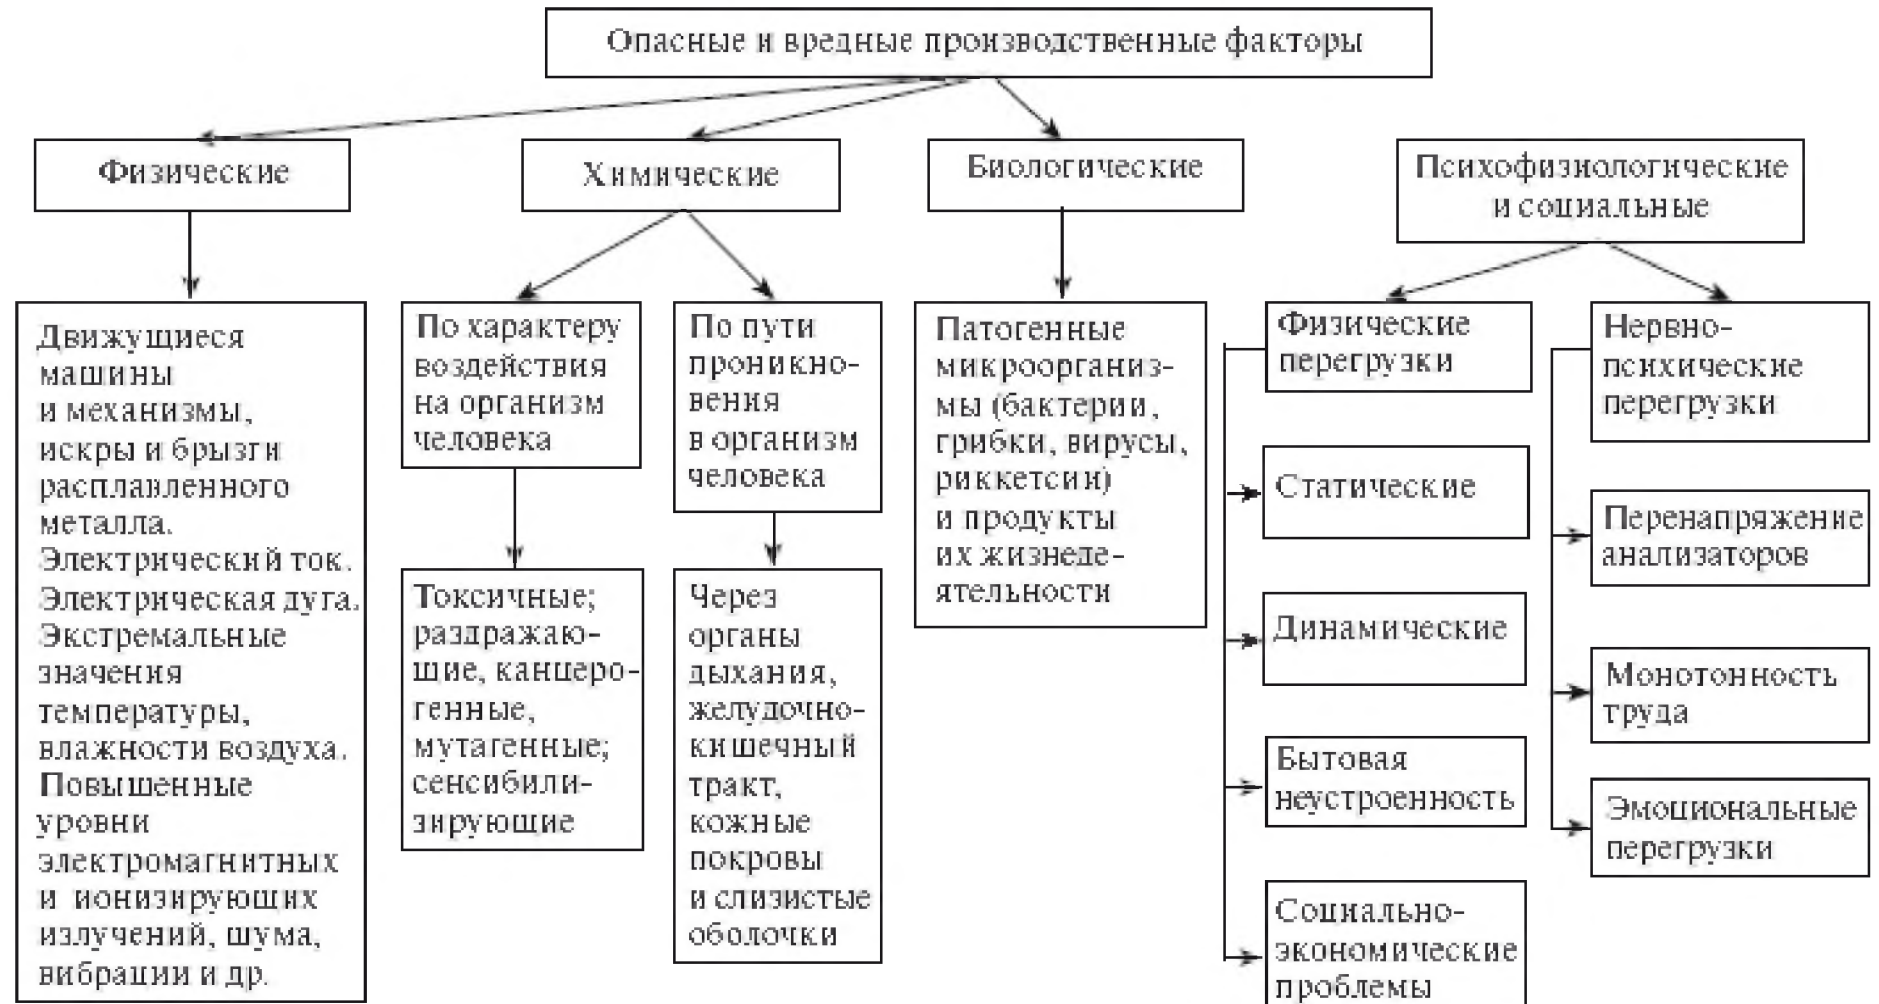 Опасные и вредные производственные факторы
Физические
Химические
Биологические
Психофизиологические
и социальные
Движущиеся
машины
и механизмы,
искры и брызги
расплавленного
металла.
Электрический ток.
Электрическая дуга.
Экстремальные
значения
температуры,
влажности воздуха.
Повышенные
уровни
электромагнитных
и ионизирующих
излучений, шума,
вибрации и др.
По характеру
воздействия
на организм
человека
Токсичные;
раздражаю-
щие, канцеро-
генные,
мутагенные;
сенсибили-
зирующие
По пути
проникно-
вения
в организм
человека
Через
органы
дыхания,
желудочно-
кишечный
тракт,
кожные
покровы
и слизистые
оболочки
Патогенные
микроорганиз-
мы (бактерии,
грибки, вирусы,
риккетсии)
и продукты
их жизнеде-
ятельности
Физические
перегрузки
Статические
Динамические
Бытовая
неустроенность
Социально-
экономические
проблемы
Нервно-
психические
перегрузки
Перенапряжение
анализаторов
Монотонность
труда
Эмоциональные
перегрузки